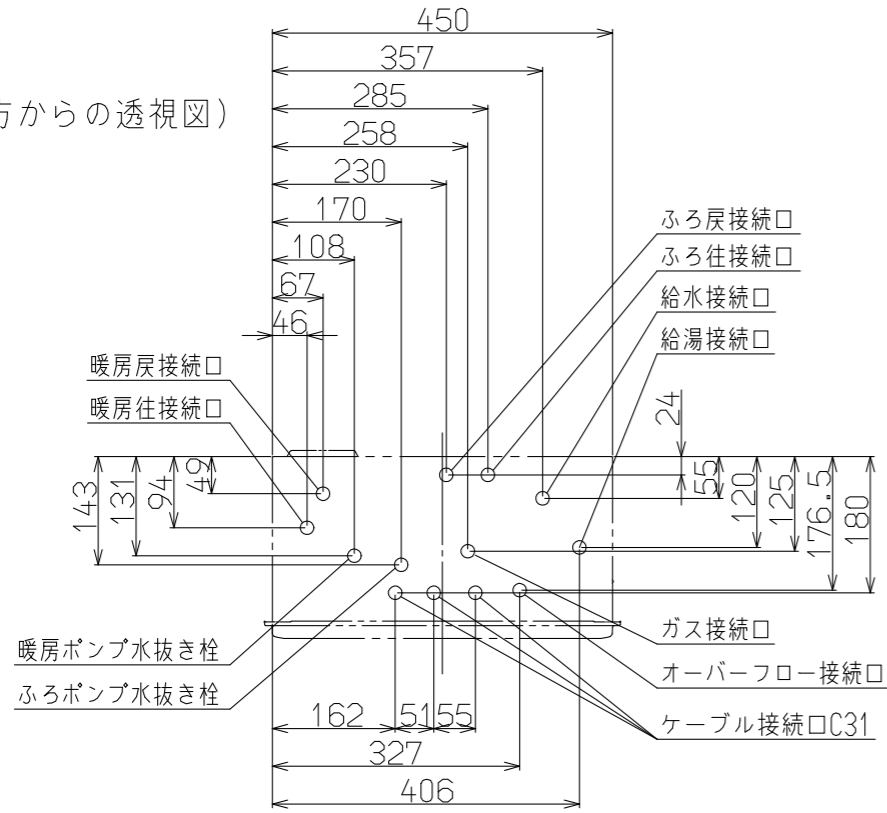 450
357
方からの透視図)
285
258
230
170
108
67
46
ふろ戻接続口
ふろ往接続口
給水接続口
給湯接続口
暖房戻接続口
暖房往接続口
24
49
55
94
131
143
120
125
176.5
180
暖房ポンプ水抜き栓
ふろポンプ水抜き栓
ガス接続口
オーバーフロー接続口
ケーブル接続口C31
162
51
55
327
406